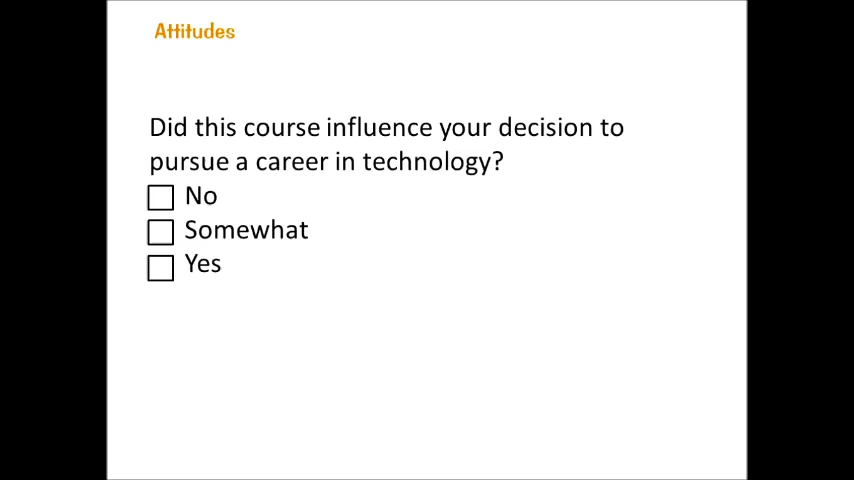 Attitudes
Did this course influence your decision to
pursue a career in technology?
No
Somewhat
Yes